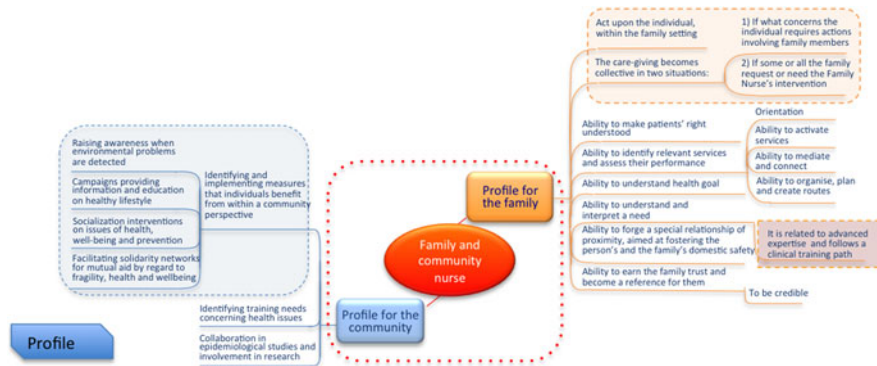 Act upon the individual,
within the family setting
1) If what concerns the
individual requires actions
involving family members
The care-giving becomes
collective in two situations:
2) If some or all the family
request or need the Family
Nurse's intervention
Ability to make patients' right
understood
Ability to identify relevant services
and assess their performance
Orientation
Ability to activate
services
Ability to mediate
and connect
Ability to organise, plan
and create routes
Ability to understand health goal
Ability to understand and
interpret a need
Ability to forge a special relationship of
proximity, aimed at fostering the
person's and the family's domestic safety
It is related to advanced
expertise and follows a
clinical training path
Ability to earn the family trust and
become a reference for them
To be credible
Profile for
the family
Family and
community
nurse
Profile for the
community
Raising awareness when
environmental problems
are detected
Campaigns providing
information and education
on healthy lifestyle
Socialization interventions
on issues of health,
well-being and prevention
Facilitating solidarity networks
for mutual aid by regard to
fragility, health and wellbeing
Identifying and
implementing measures
that individuals benefit
from within a community
perspective
Identifying training needs
concerning health issues
Collaboration in
epidemiological studies and
involvement in research
Profile